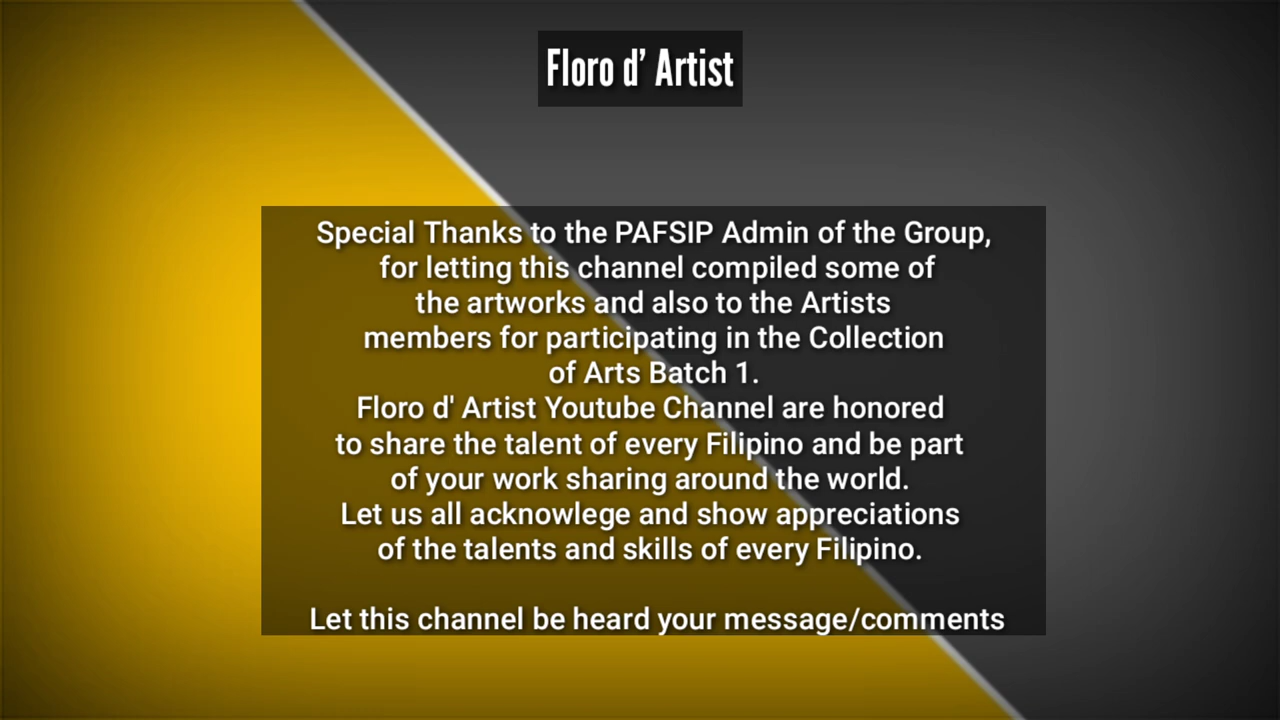 Floro d’ Artist
Special Thanks to the PAFSIP Admin of the Group,
for letting this channel compiled some of
the artworks and also to the Artists
members for participating in the Collection
of Arts Batch 1.
Floro d' Artist Youtube Channel are honored
to share the talent of every Filipino and be part
of your work sharing around the world.
Let us all acknowlege and show appreciations
of the talents and skills of every Filipino.
Let this channel be heard your message/comments